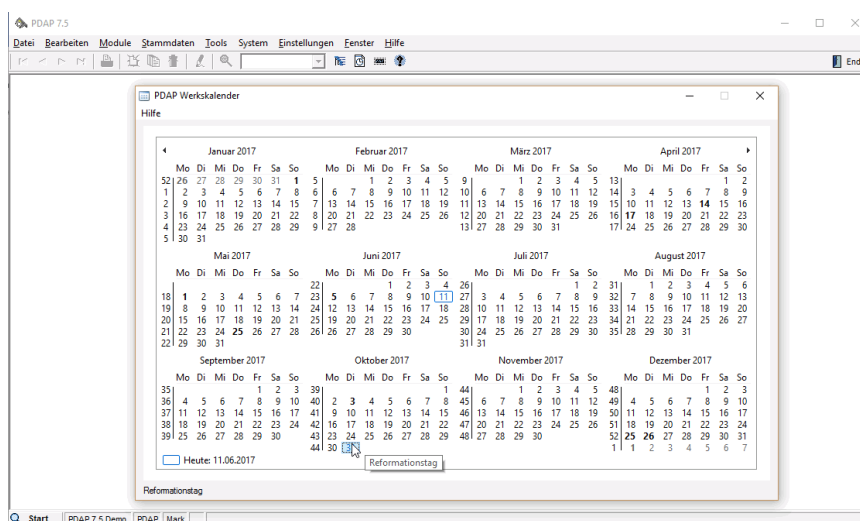 PDAP 7.5
Datei Bearbeiten Module Stammdaten Tools System Einstellungen Fenster Hilfe
End
PDAP Werkskalender
Hilfe
Januar 2017 Februar 2017 März 2017 April 2017
Mo Di Mi Do Fr Sa So Mo Di Mi Do Fr Sa So Mo Di Mi Do Fr Sa So Mo Di Mi Do Fr Sa So
52 26 27 28 29 30 31 1 5 1 2 3 4 5 9 1 2 3 4 5 13 1 2
1 2 3 4 5 6 7 8 6 6 7 8 9 10 11 12 10 6 7 8 9 10 11 12 14 3 4 5 6 7 8 9
2 9 10 11 12 13 14 15 7 13 14 15 16 17 18 19 11 13 14 15 16 17 18 19 15 10 11 12 13 14 15 16
3 16 17 18 19 20 21 22 8 20 21 22 23 24 25 26 12 20 21 22 23 24 25 26 16 17 18 19 20 21 22 23
4 23 24 25 26 27 28 29 9 27 28 13 27 28 29 30 31 17 24 25 26 27 28 29 30
5 30 31
Mai 2017 Juni 2017 Juli 2017 August 2017
Mo Di Mi Do Fr Sa So Mo Di Mi Do Fr Sa So Mo Di Mi Do Fr Sa So Mo Di Mi Do Fr Sa So
22 1 2 3 4 26 1 2 31 1 2 3 4 5 6
18 1 2 3 4 5 6 7 23 5 6 7 8 9 10 11 27 3 4 5 6 7 8 9 32 7 8 9 10 11 12 13
19 8 9 10 11 12 13 14 24 12 13 14 15 16 17 18 28 10 11 12 13 14 15 16 33 14 15 16 17 18 19 20
20 15 16 17 18 19 20 21 25 19 20 21 22 23 24 25 29 17 18 19 20 21 22 23 34 21 22 23 24 25 26 27
21 22 23 24 25 26 27 28 26 26 27 28 29 30 30 24 25 26 27 28 29 30 35 28 29 30 31
22 29 30 31 31 31
September 2017 Oktober 2017 November 2017 Dezember 2017
Mo Di Mi Do Fr Sa So Mo Di Mi Do Fr Sa So Mo Di Mi Do Fr Sa So Mo Di Mi Do Fr Sa So
35 1 2 3 39 1 44 1 2 3 4 5 48 1 2 3
36 4 5 6 7 8 9 10 40 2 3 4 5 6 7 8 45 6 7 8 9 10 11 12 49 4 5 6 7 8 9 10
37 11 12 13 14 15 16 17 41 9 10 11 12 13 14 15 46 13 14 15 16 17 18 19 50 11 12 13 14 15 16 17
38 18 19 20 21 22 23 24 42 16 17 18 19 20 21 22 47 20 21 22 23 24 25 26 51 18 19 20 21 22 23 24
39 25 26 27 28 29 30 43 23 24 25 26 27 28 29 48 27 28 29 30 52 25 26 27 28 29 30 31
44 30 1 1 2 3 4 5 6 7
Heute: 11.06.2017
Reformationstag
Reformationstag
Start PDAP 7.5 Demo PDAP Mark